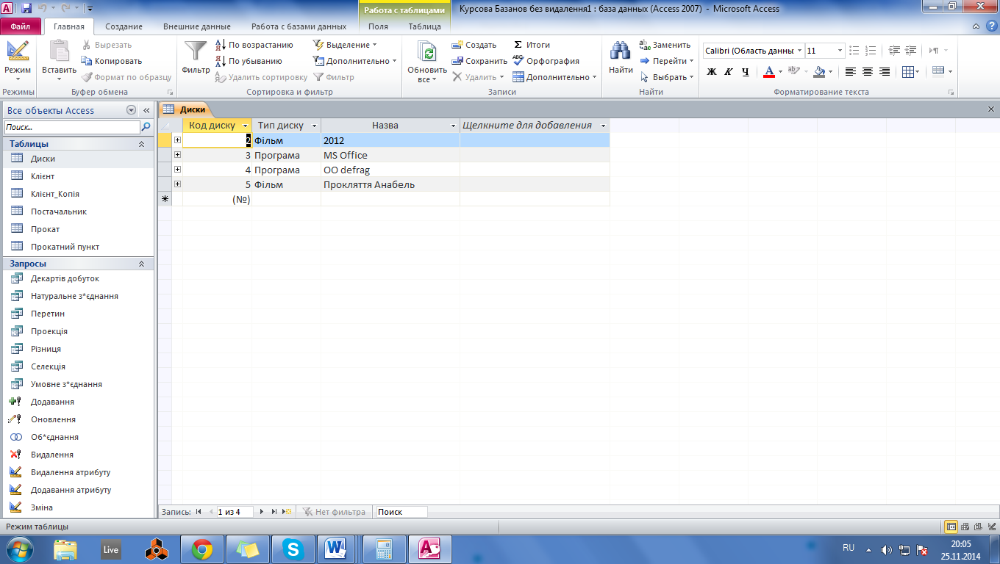 Работа с таблицами
Курсова Базанов без видалення1 : база данных (Access 2007) - Microsoft Access
Файл Главная Создание Внешние данные Работа с базами данных Поля Таблица
Режим
Режимы
Вставить
Вырезать
Копировать
Формат по образцу
Буфер обмена
Фильтр
По возрастанию
По убыванию
Удалить сортировку
Выделение
Дополнительно
Фильтр
Сортировка и фильтр
Обновить
все
Создать
Сохранить
Удалить
Итоги
Орфография
Дополнительно
Записи
Найти
Заменить
Перейти
Выбрать
Найти
Calibri (Область данны: 11
Ж К Ч
Форматирование текста
Все объекты Access
Поиск...
Таблицы
Диски
Клієнт
Клієнт_Копія
Постачальник
Прокат
Прокатний пункт
Запросы
Декартів добуток
Натуральне з*єднання
Перетин
Проекція
Різниця
Селекція
Умовне з*єднання
Додавання
Оновлення
Об*єднання
Видалення
Видалення атрибуту
Додавання атрибуту
Зміна
Диски
Код диску Тип диску Назва Щелкните для добавления
2 Фільм 2012
3 Програма MS Office
4 Програма OO defrag
5 Фільм Прокляття Анабель
(№)
Запись: 1 из 4 Нет фильтра Поиск
Режим таблицы
Live
RU
20:05
25.11.2014